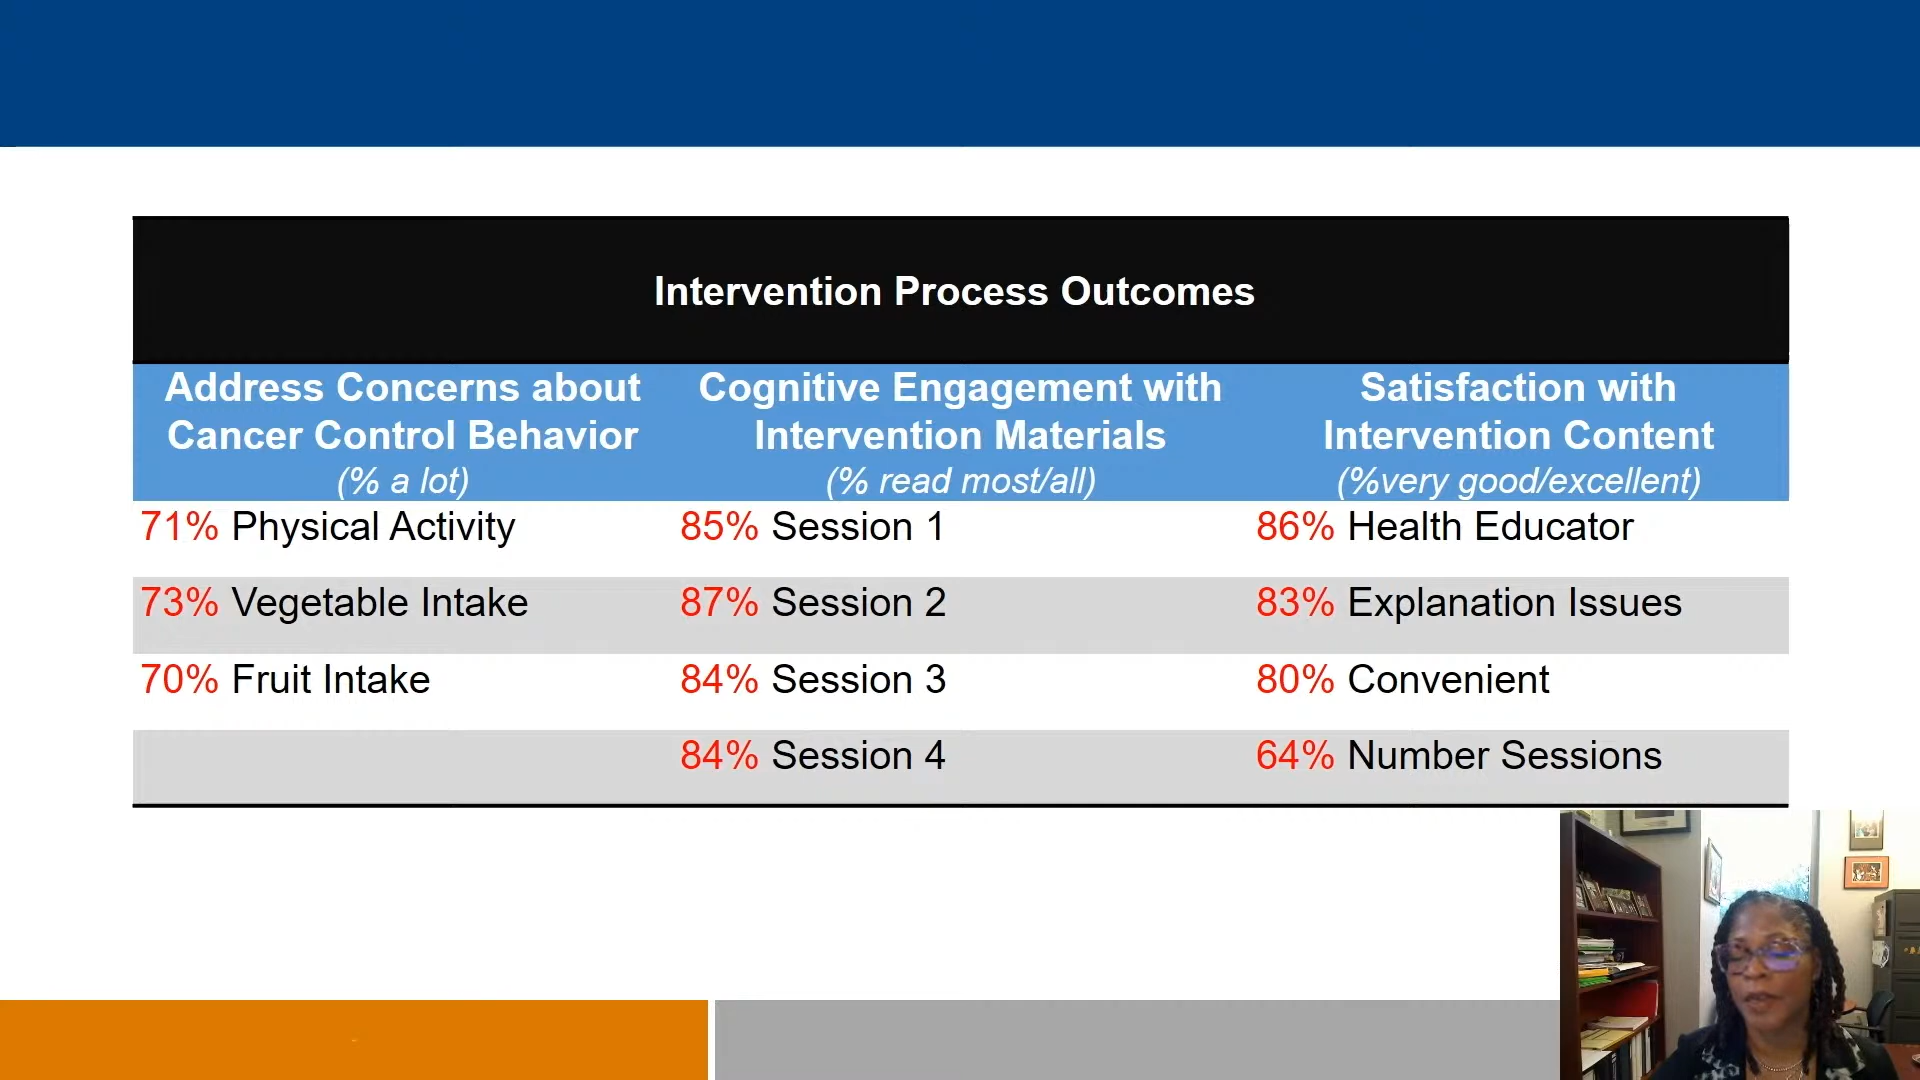 Intervention Process Outcomes
Address Concerns about
Cancer Control Behavior
(% a lot)
Cognitive Engagement with
Intervention Materials
(% read most/all)
Satisfaction with
Intervention Content
(%very good/excellent)
71% Physical Activity
85% Session 1
86% Health Educator
73% Vegetable Intake
87% Session 2
83% Explanation Issues
70% Fruit Intake
84% Session 3
80% Convenient
84% Session 4
64% Number Sessions